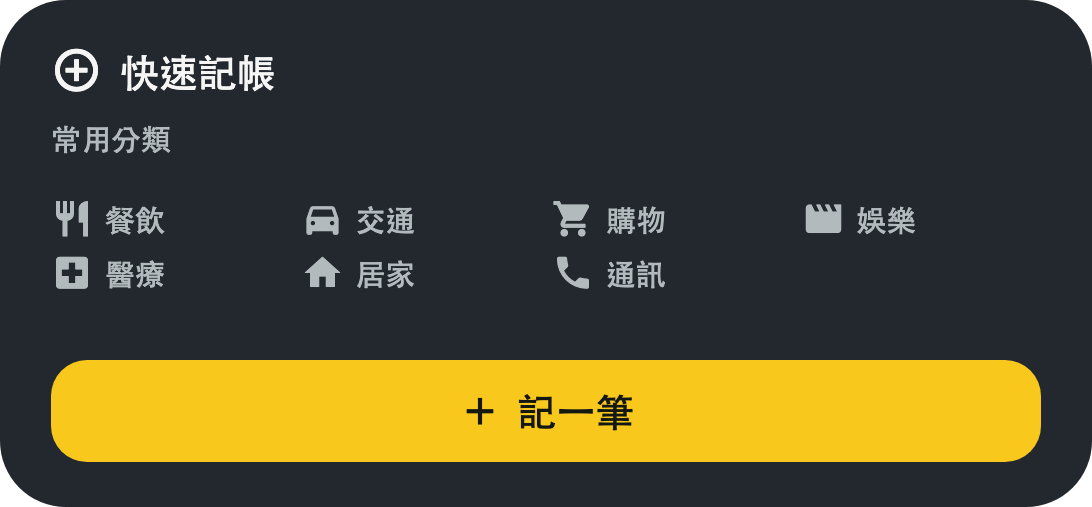 快速記帳
常用分類
餐飲 交通 購物 娛樂
醫療 居家 通訊
+ 記一筆